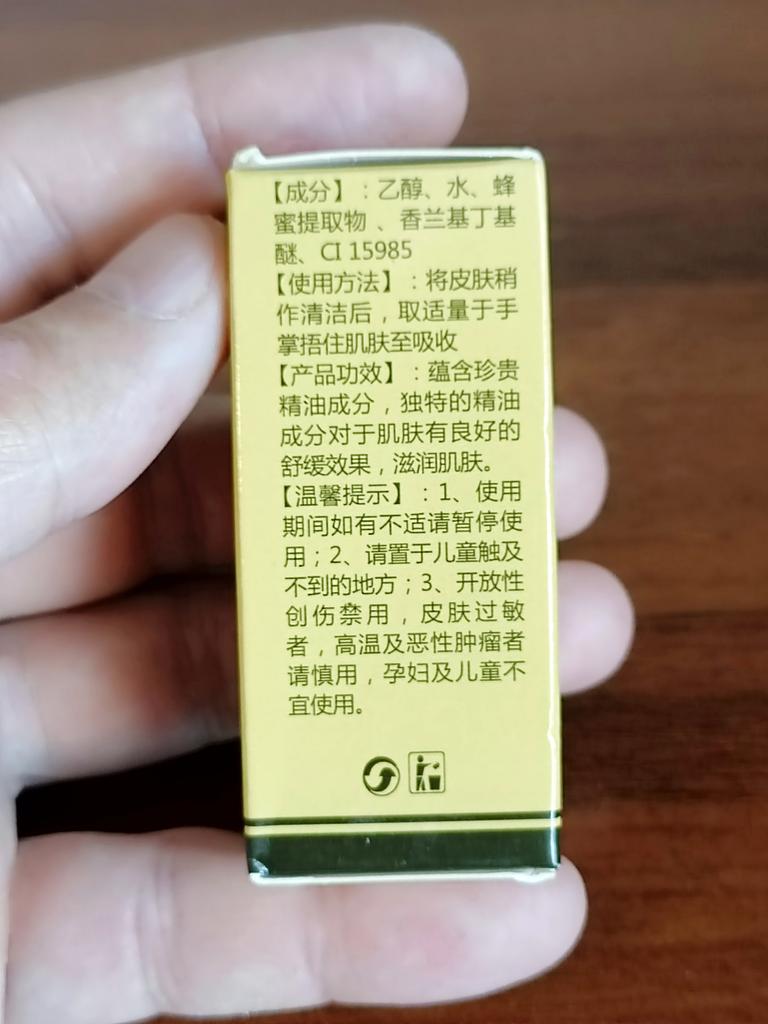 【成分】：乙醇、水、蜂
蜜提取物 、香兰基丁基
醚、CI 15985
【使用方法】：将皮肤稍
作清洁后，取适量于手
掌捂住肌肤至吸收
【产品功效】：蕴含珍贵
精油成分，独特的精油
成分对于肌肤有良好的
舒缓效果，滋润肌肤。
【温馨提示】：1、使用
期间如有不适请暂停使
用；2、请置于儿童触及
不到的地方；3、开放性
创伤禁用，皮肤过敏
者，高温及恶性肿瘤者
请慎用，孕妇及儿童不
宜使用。